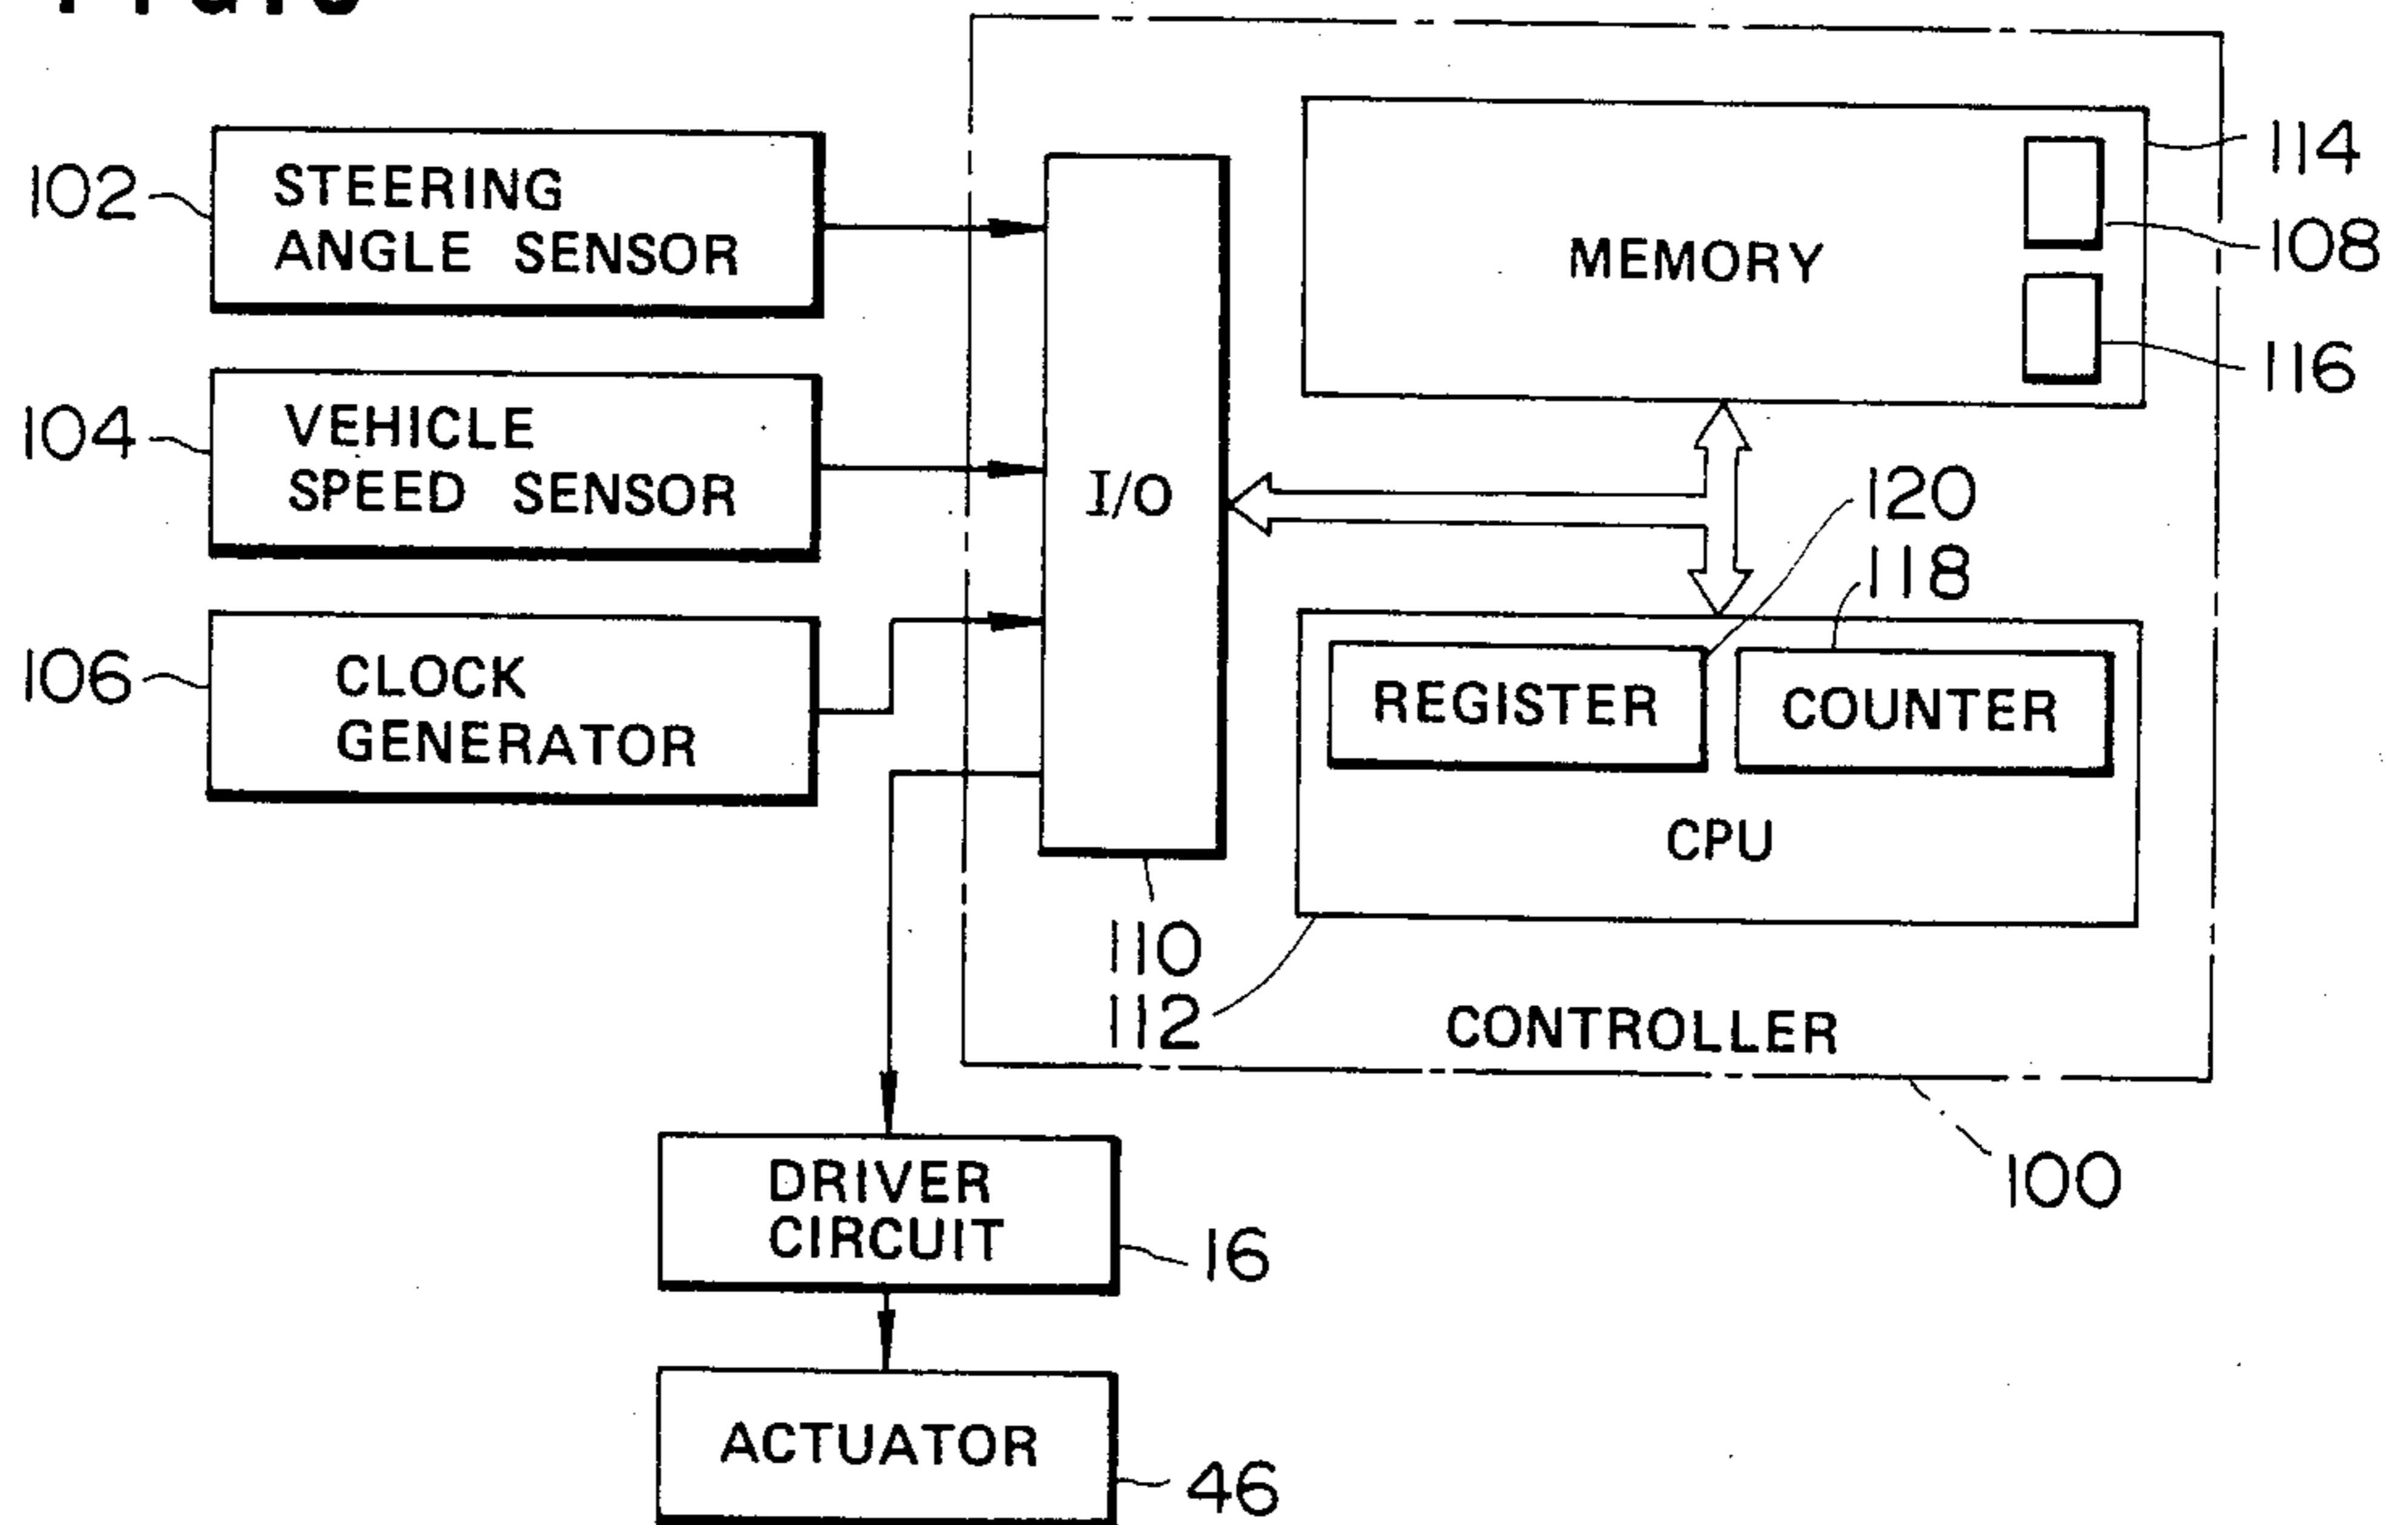 102
STEERING
ANGLE SENSOR
104
VEHICLE
SPEED SENSOR
106
CLOCK
GENERATOR
I/O
110
112
MEMORY
114
108
116
120
118
REGISTER
COUNTER
CPU
CONTROLLER
100
DRIVER
CIRCUIT
16
ACTUATOR
46